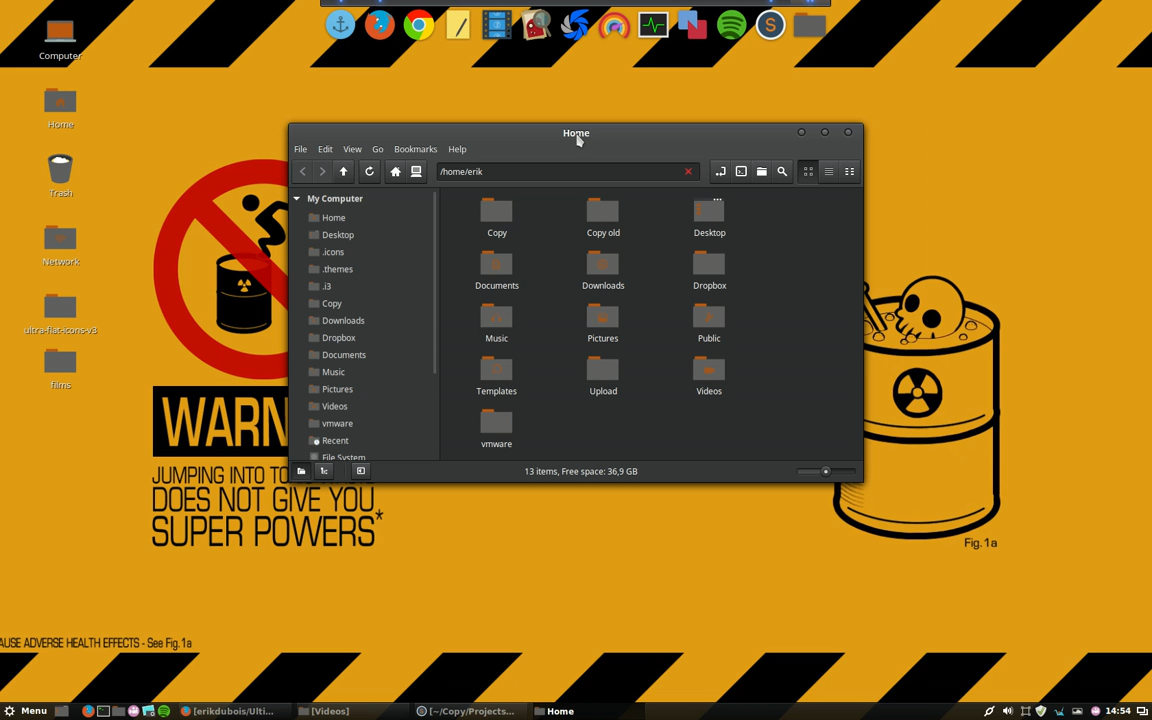 Computer
Home
Trash
Network
ultra-flat-icons-v3
films
Home
File Edit View Go Bookmarks Help
/home/erik
My Computer
Home
Desktop
.icons
.themes
.i3
Copy
Downloads
Dropbox
Documents
Music
Pictures
Videos
vmware
Recent
File System
Copy
Copy old
Desktop
Documents
Downloads
Dropbox
Music
Pictures
Public
Templates
Upload
Videos
vmware
13 items, Free space: 36,9 GB
WARN
JUMPING INTO TO
DOES NOT GIVE YOU
SUPER POWERS*
Fig.1a
AUSE ADVERSE HEALTH EFFECTS - See Fig.1a
Menu
[erikdubois/Ulti...
[Videos]
[~/Copy/Projects...
Home
14:54